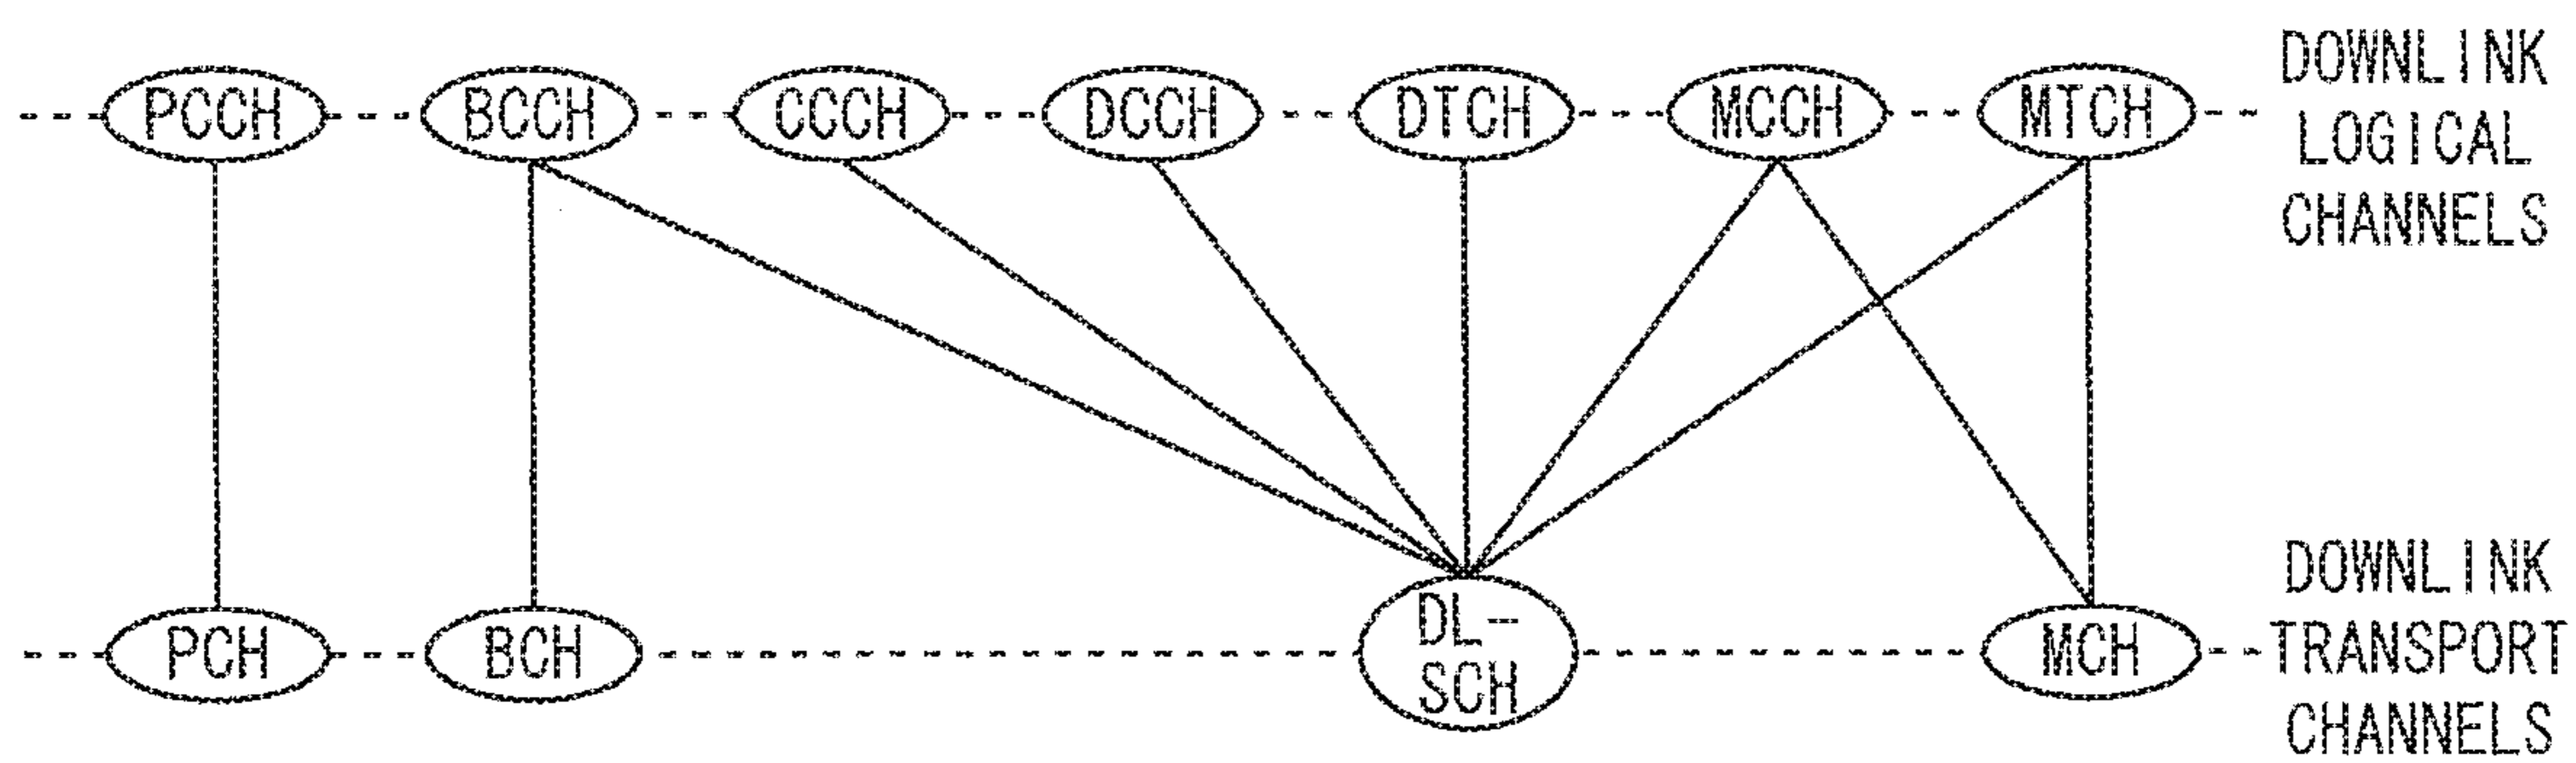 PCCH BCCH CCCH DCCH DTCH MCCH MTCH
DOWNLINK
LOGICAL
CHANNELS
PCH BCH
DL-
SCH
MCH
DOWNLINK
TRANSPORT
CHANNELS